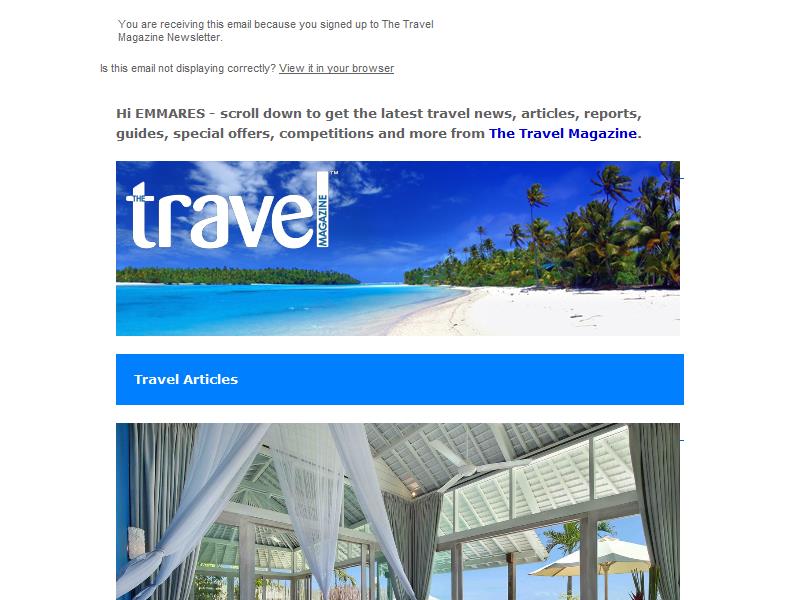 You are receiving this email because you signed up to The Travel
Magazine Newsletter.
Is this email not displaying correctly? View it in your browser
Hi EMMARES - scroll down to get the latest travel news, articles, reports,
guides, special offers, competitions and more from The Travel Magazine.
THE travel MAGAZINE™
Travel Articles